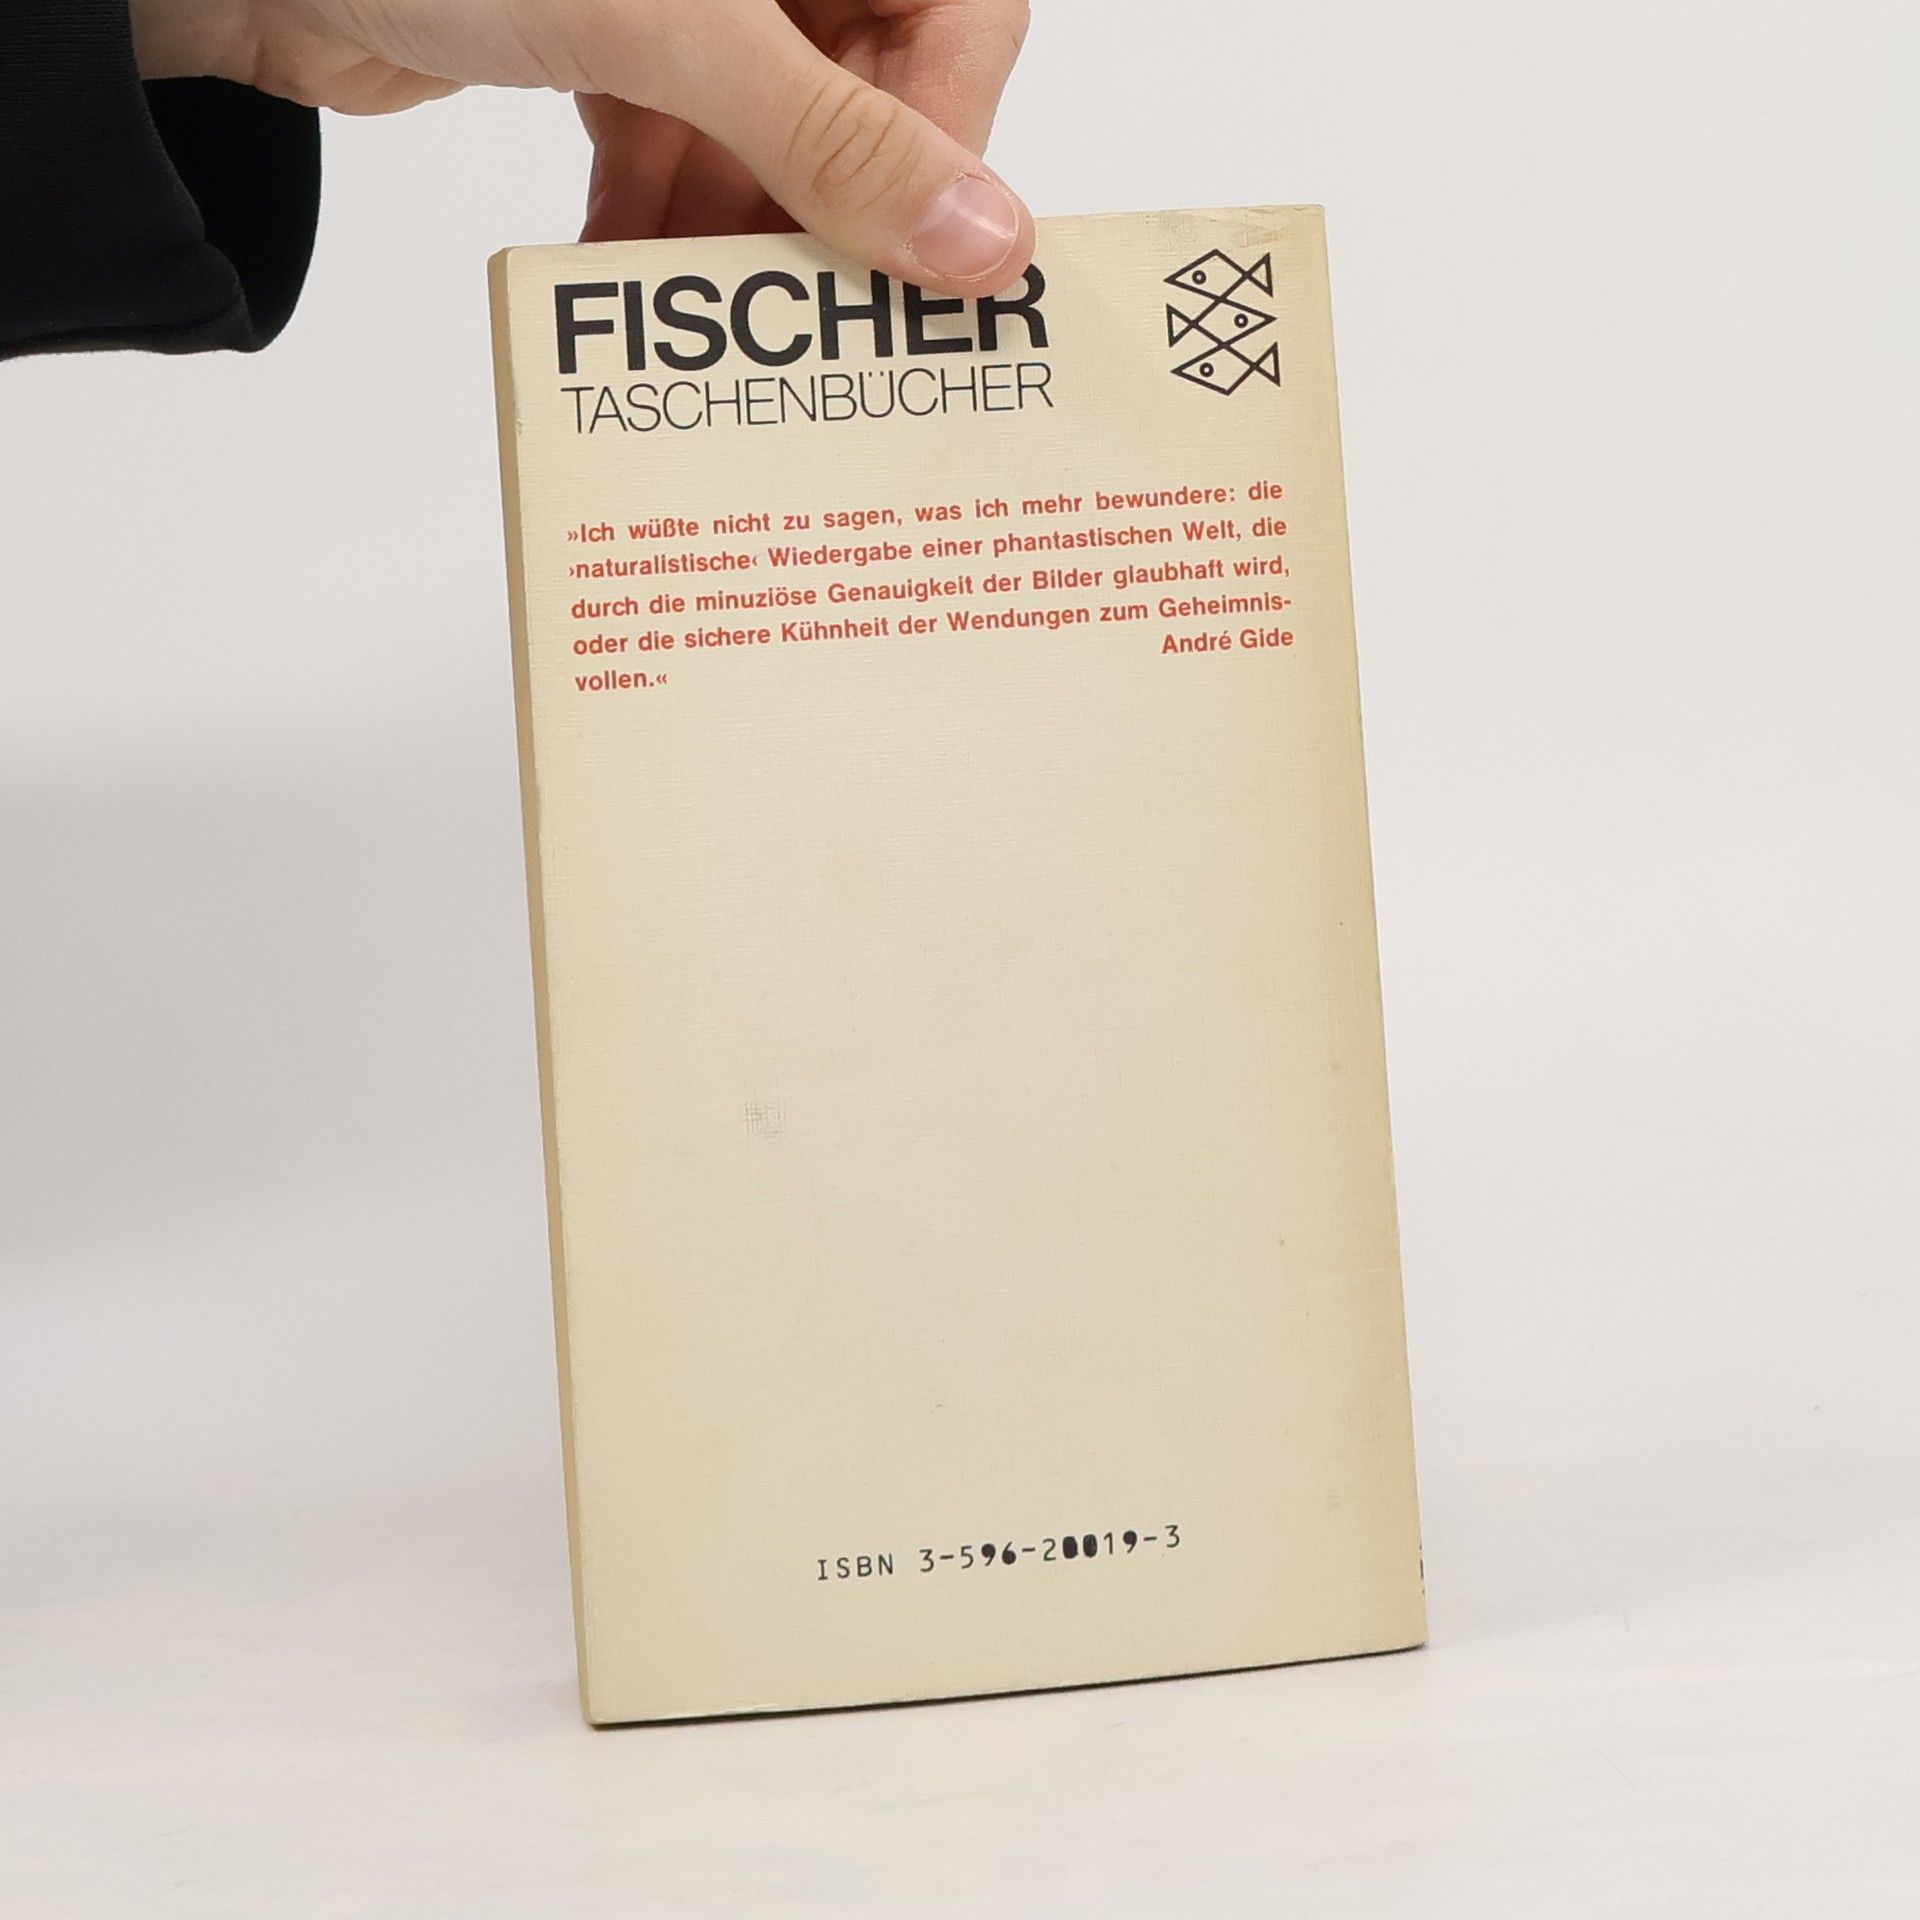 FISCHER
TASCHENBÜCHER
»Ich wüßte nicht zu sagen, was ich mehr bewundere: die
›naturalistische‹ Wiedergabe einer phantastischen Welt, die
durch die minuziöse Genauigkeit der Bilder glaubhaft wird,
oder die sichere Kühnheit der Wendungen zum Geheimnis-
vollen.« André Gide
ISBN 3-596-20019-3